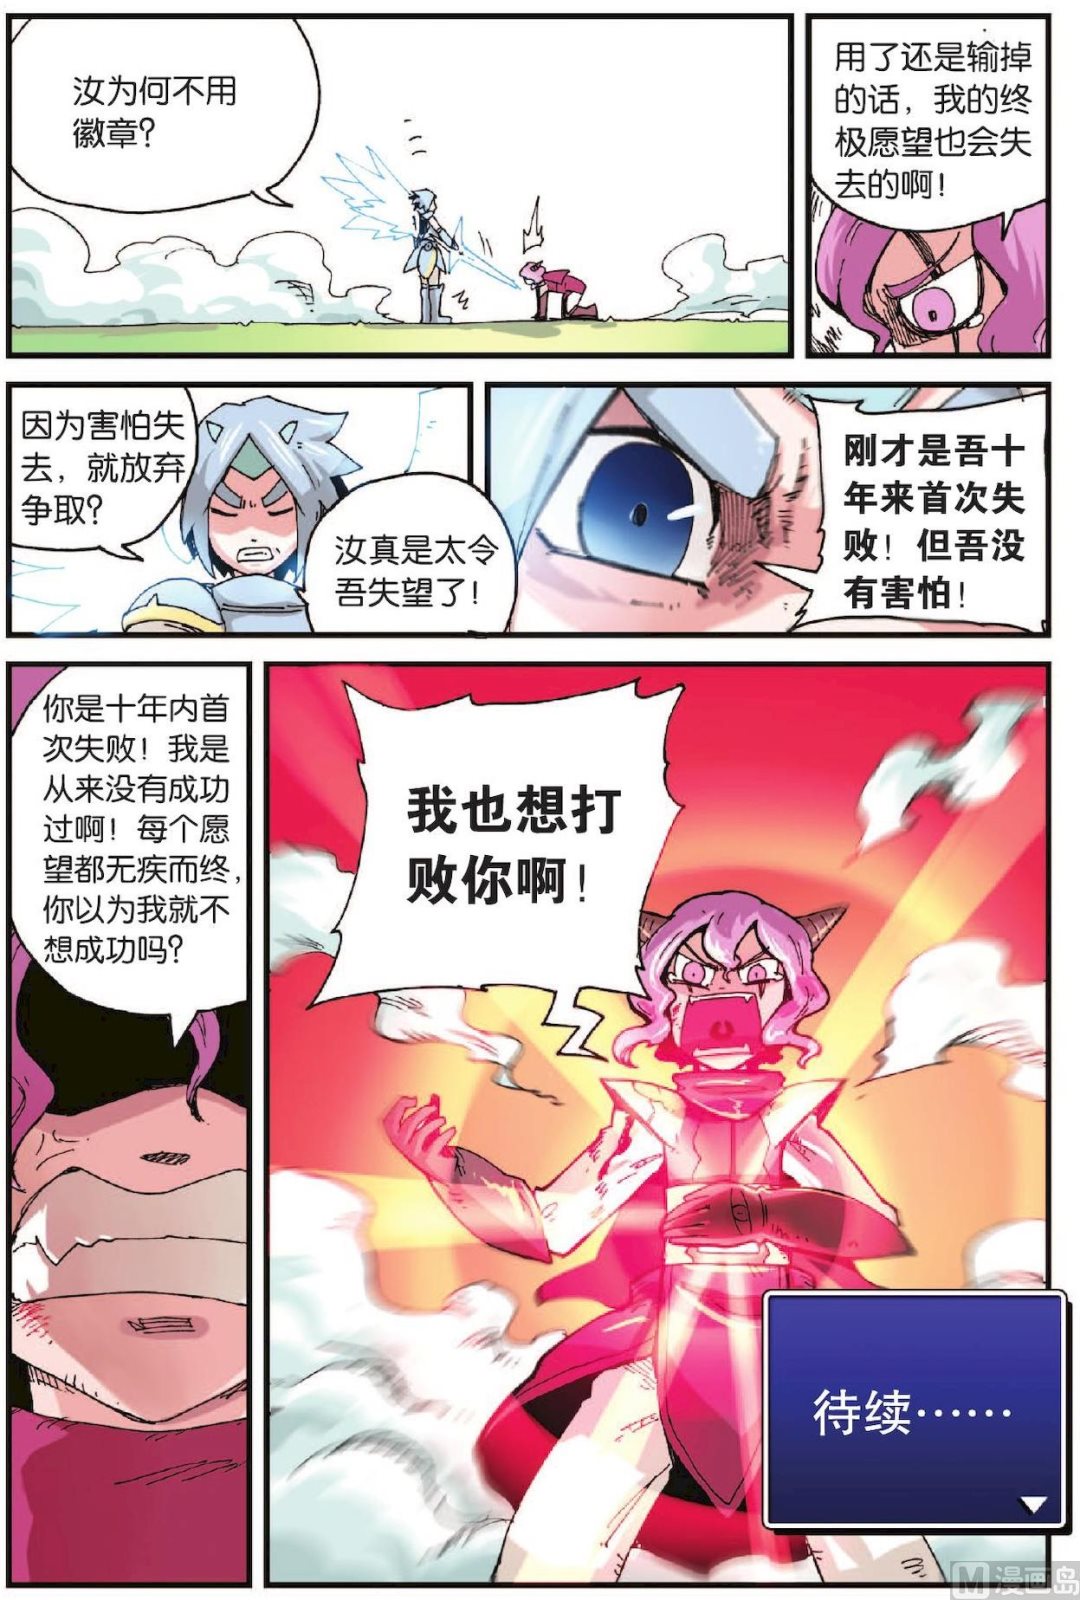 汝为何不用
徽章？
用了还是输掉
的话，我的终
极愿望也会失
去的啊！
因为害怕失
去，就放弃
争取？
汝真是太令
吾失望了！
刚才是吾十
年来首次失
败！但吾没
有害怕！
你是十年内首
次失败！我是
从来没有成功
过啊！每个愿
望都无疾而终，
你以为我就不
想成功吗？
我也想打
败你啊！
待续……
M 漫画岛